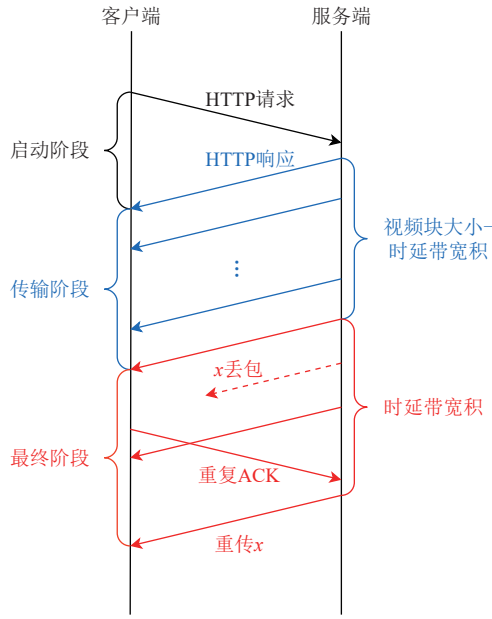 客户端
服务端
HTTP请求
启动阶段
HTTP响应
视频块大小−
时延带宽积
传输阶段
x丢包
时延带宽积
最终阶段
重复ACK
重传x